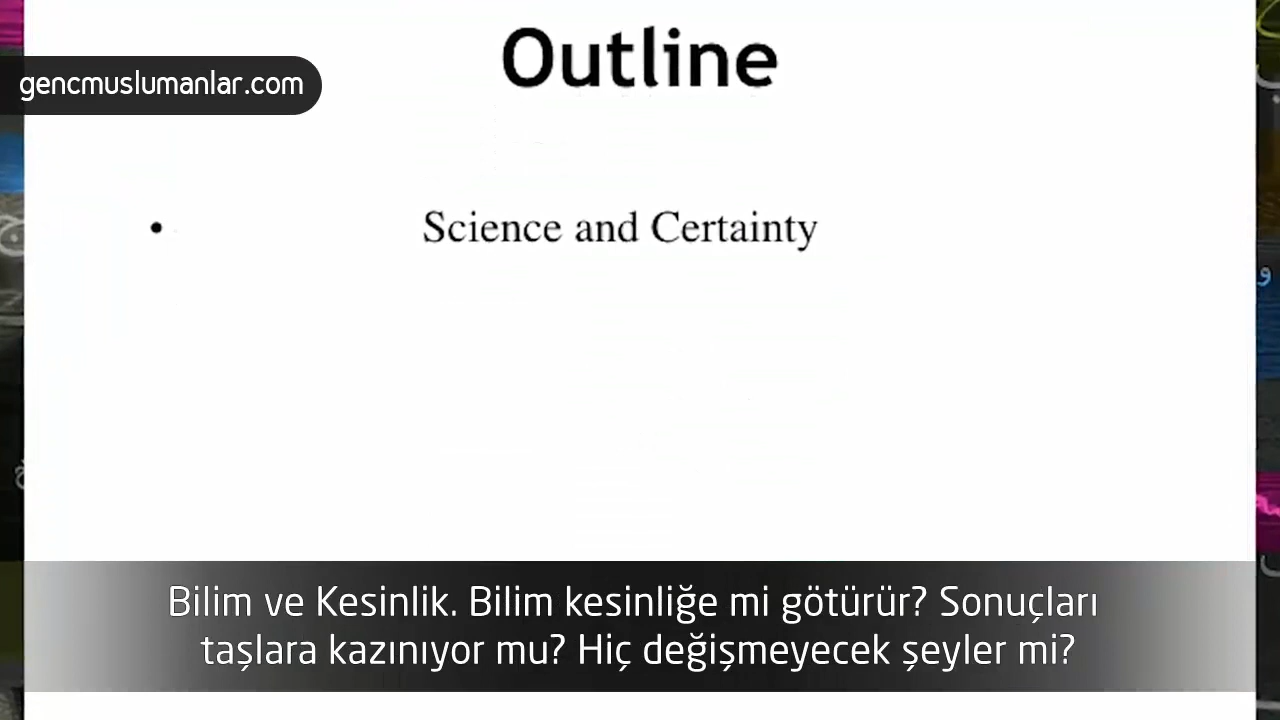 Outline
gencmuslumanlar.com
• Science and Certainty
Bilim ve Kesinlik. Bilim kesinliğe mi götürür? Sonuçları
taşlara kazınıyor mu? Hiç değişmeyecek şeyler mi?